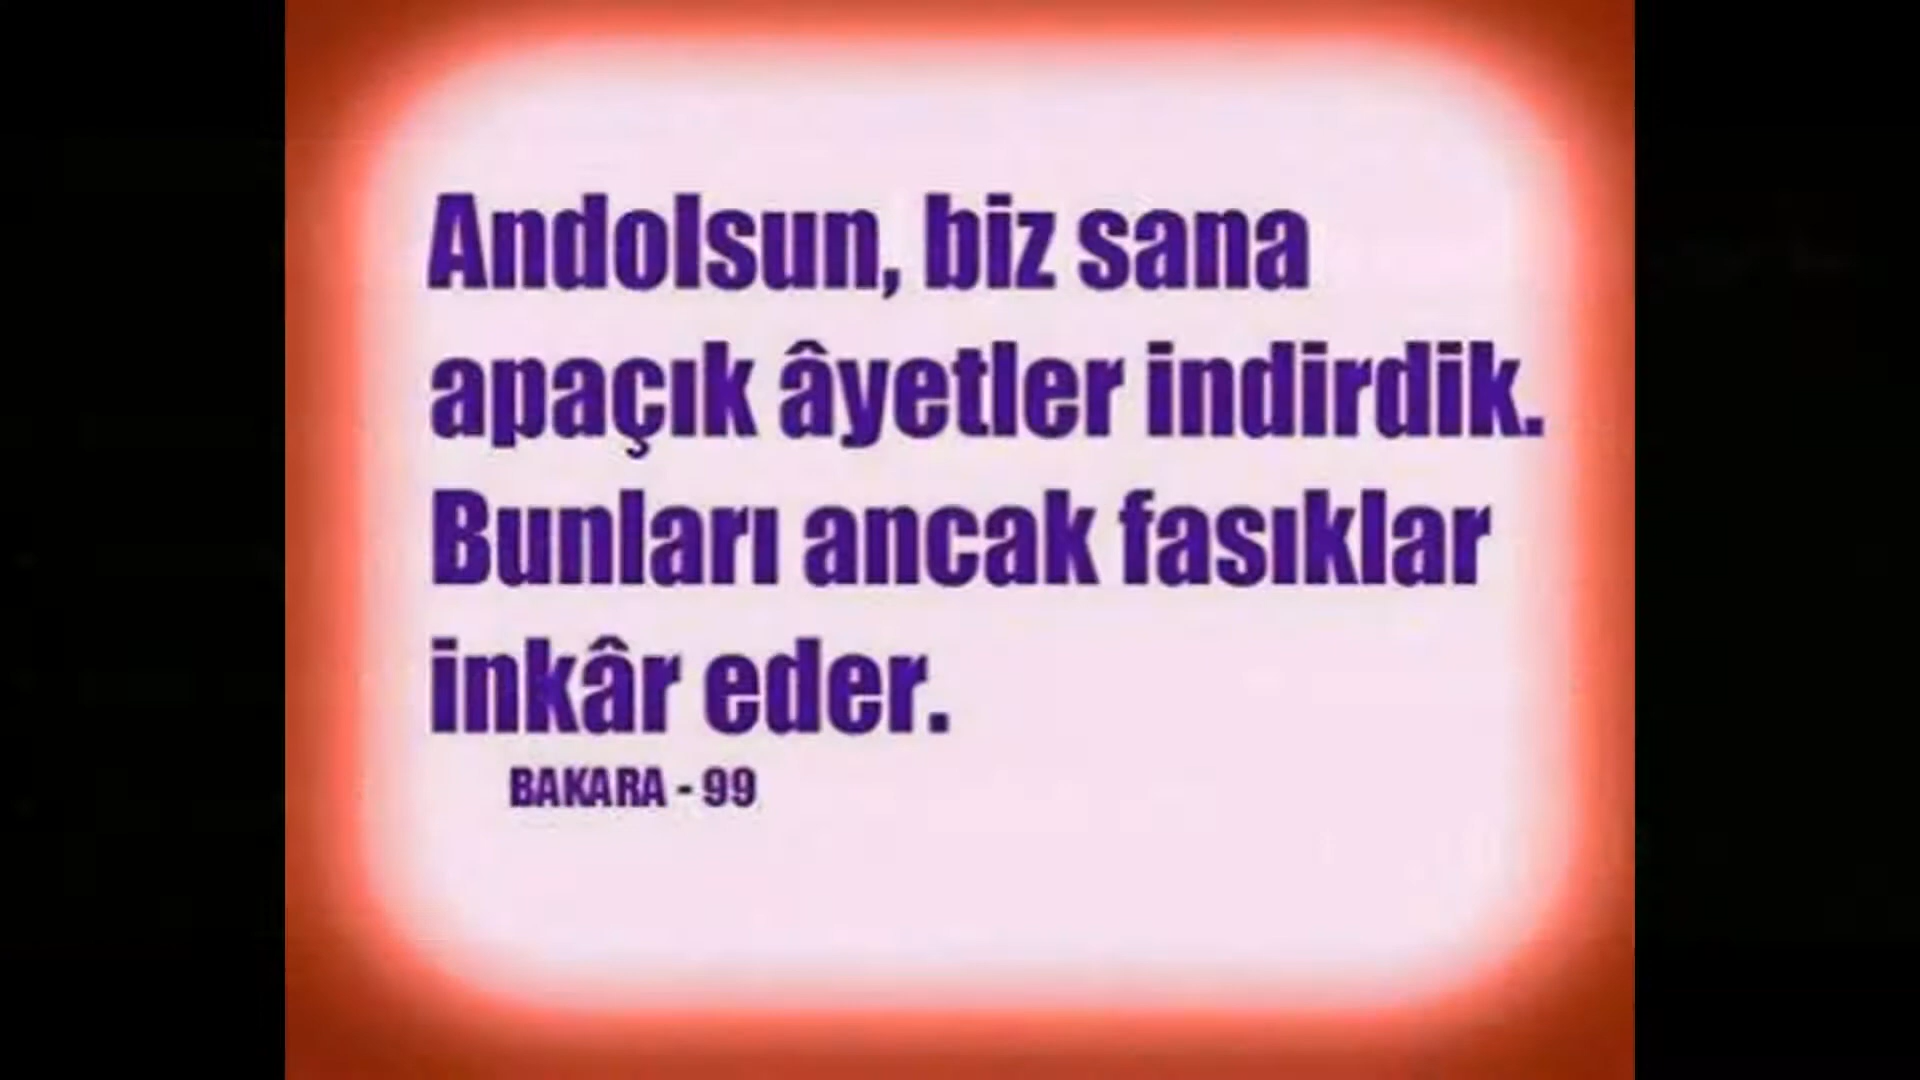 Andolsun, biz sana
apaçık âyetler indirdik.
Bunları ancak fasıklar
inkâr eder.
BAKARA - 99